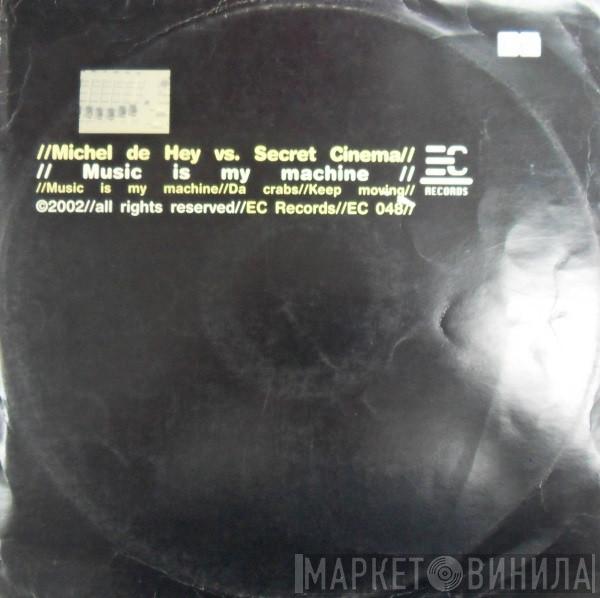 //Michel de Hey vs. Secret Cinema//
// Music is my machine //
//Music is my machine//Da crabs//Keep moving//
©2002//all rights reserved//EC Records//EC 048//
EC
RECORDS
МАРКЕТ ВИНИЛА